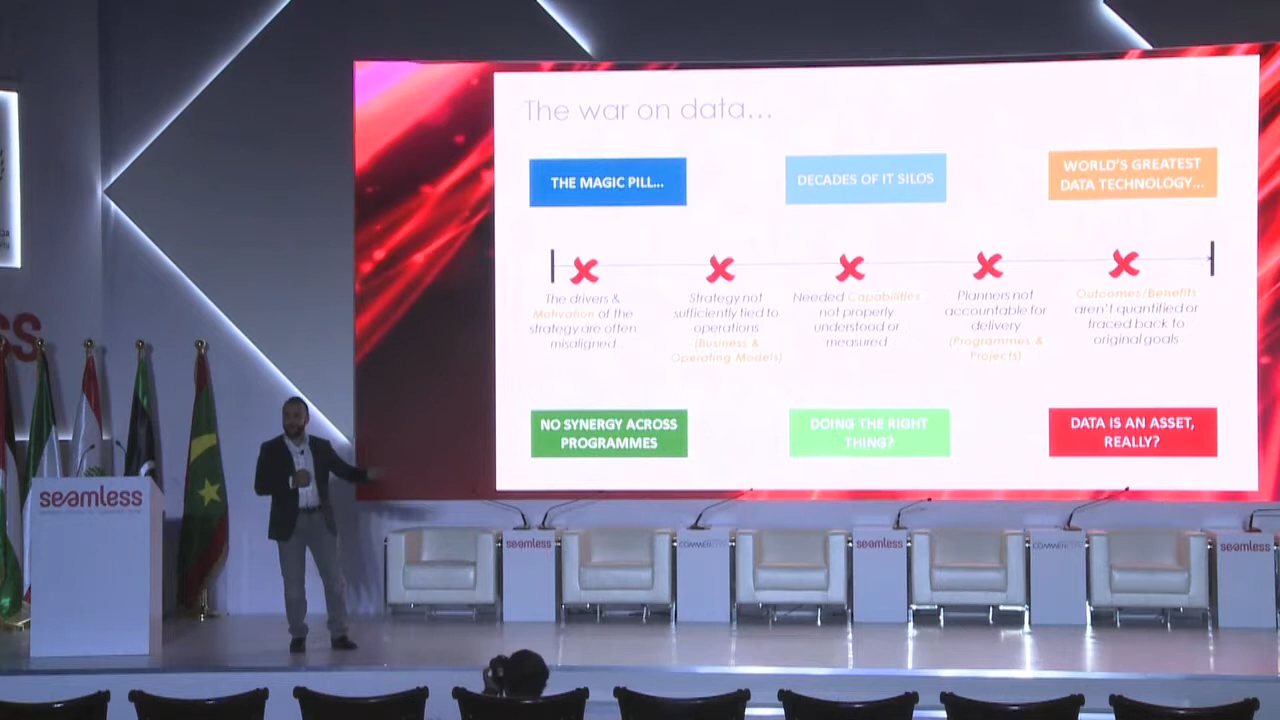 The war on data...
THE MAGIC PILL...
DECADES OF IT SILOS
WORLD'S GREATEST
DATA TECHNOLOGY...
The drivers &
Motivation of the
strategy are often
misaligned
Strategy not
sufficiently tied to
operations
(Business &
Operating Models)
Needed Capabilities
not properly
understood or
measured
Planners not
accountable for
delivery
(Programmes &
Projects)
Outcomes/Benefits
aren't quantified or
traced back to
original goals
NO SYNERGY ACROSS
PROGRAMMES
DOING THE RIGHT
THING?
DATA IS AN ASSET,
REALLY?
seamless
seamless
seamless
seamless